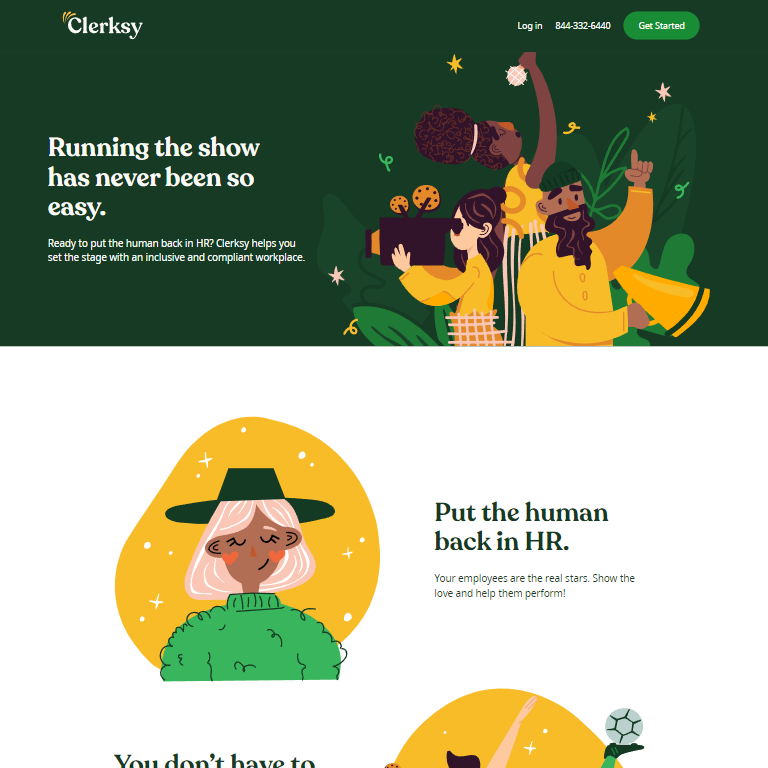 Clerksy
Log in 844-332-6440 Get Started
Running the show
has never been so
easy.
Ready to put the human back in HR? Clerksy helps you
set the stage with an inclusive and compliant workplace.
Put the human
back in HR.
Your employees are the real stars. Show the
love and help them perform!
You don’t have to